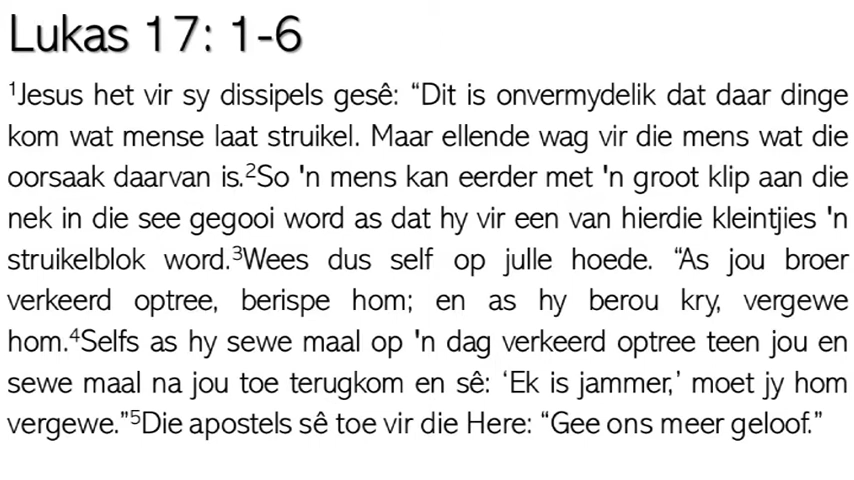 Lukas 17: 1-6
¹Jesus het vir sy dissipels gesê: “Dit is onvermydelik dat daar dinge
kom wat mense laat struikel. Maar ellende wag vir die mens wat die
oorsaak daarvan is.²So 'n mens kan eerder met 'n groot klip aan die
nek in die see gegooi word as dat hy vir een van hierdie kleintjies 'n
struikelblok word.³Wees dus self op julle hoede. “As jou broer
verkeerd optree, berispe hom; en as hy berou kry, vergewe
hom.⁴Selfs as hy sewe maal op 'n dag verkeerd optree teen jou en
sewe maal na jou toe terugkom en sê: ‘Ek is jammer,’ moet jy hom
vergewe.”⁵Die apostels sê toe vir die Here: “Gee ons meer geloof.”